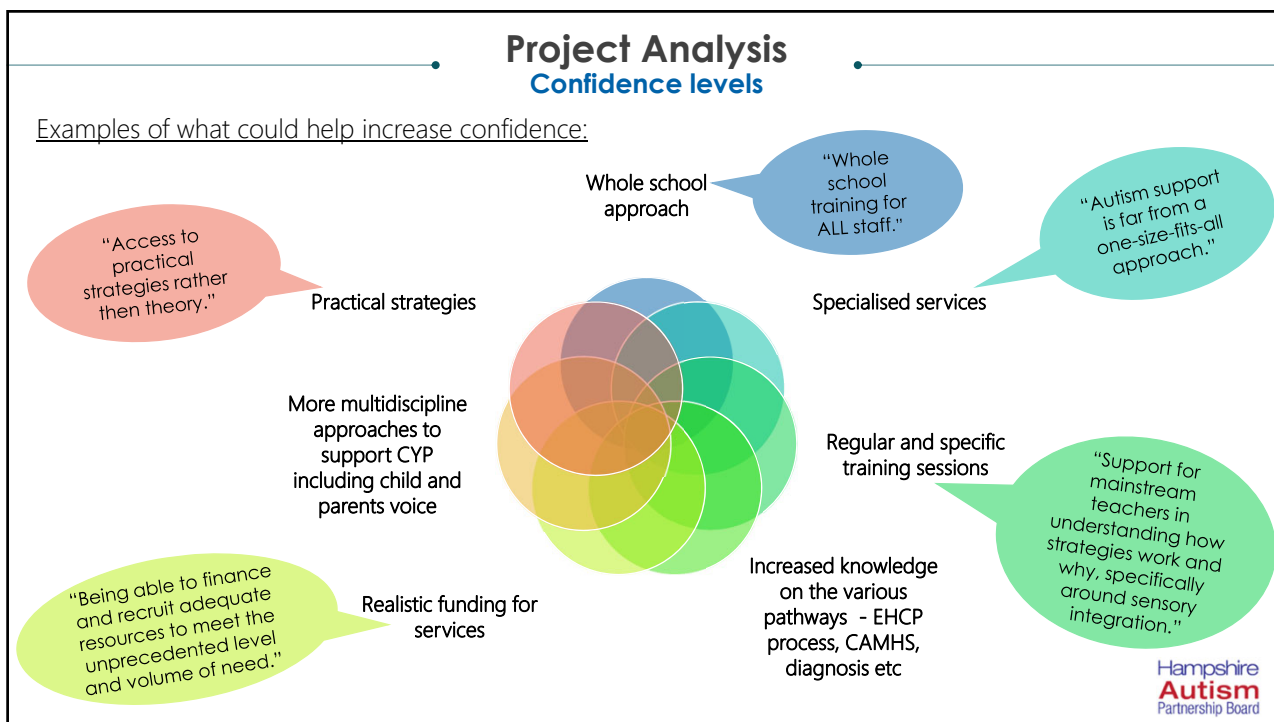 Project Analysis
Confidence levels
Examples of what could help increase confidence:
Whole school
approach
“Whole
school
training for
ALL staff.”
“Autism support
is far from a
one-size-fits-all
approach.”
Specialised services
“Access to
practical
strategies rather
then theory.”
Practical strategies
More multidiscipline
approaches to
support CYP
including child and
parents voice
Regular and specific
training sessions
“Support for
mainstream
teachers in
understanding how
strategies work and
why, specifically
around sensory
integration.”
“Being able to finance
and recruit adequate
resources to meet the
unprecedented level
and volume of need.”
Realistic funding for
services
Increased knowledge
on the various
pathways - EHCP
process, CAMHS,
diagnosis etc
Hampshire
Autism
Partnership Board